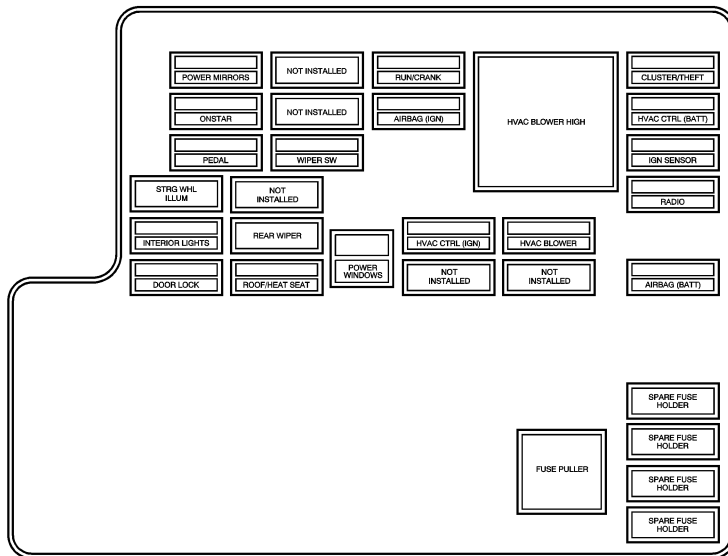 POWER MIRRORS
NOT INSTALLED
RUN/CRANK
HVAC BLOWER HIGH
CLUSTER/THEFT
ONSTAR
NOT INSTALLED
AIRBAG (IGN)
HVAC CTRL (BATT)
PEDAL
WIPER SW
IGN SENSOR
STRG WHL
ILLUM
NOT
INSTALLED
RADIO
INTERIOR LIGHTS
REAR WIPER
POWER
WINDOWS
HVAC CTRL (IGN)
HVAC BLOWER
DOOR LOCK
ROOF/HEAT SEAT
NOT
INSTALLED
NOT
INSTALLED
AIRBAG (BATT)
SPARE FUSE
HOLDER
SPARE FUSE
HOLDER
FUSE PULLER
SPARE FUSE
HOLDER
SPARE FUSE
HOLDER